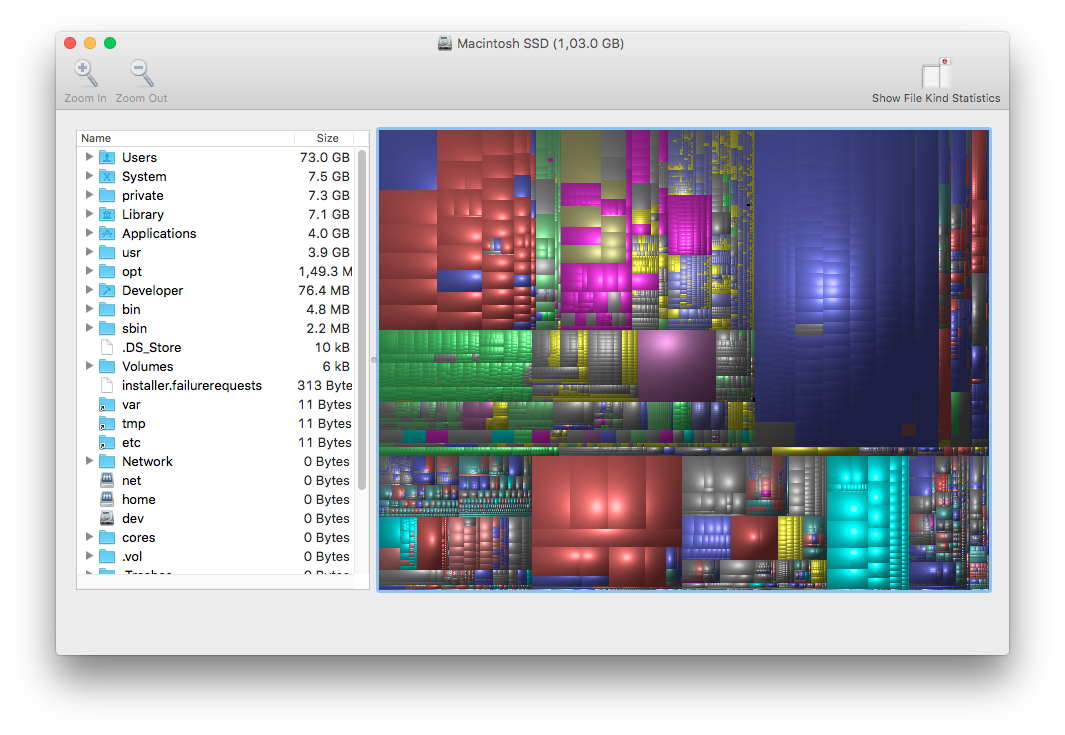 Macintosh SSD (1,03.0 GB)
Zoom In Zoom Out Show File Kind Statistics
Name Size
Users 73.0 GB
System 7.5 GB
private 7.3 GB
Library 7.1 GB
Applications 4.0 GB
usr 3.9 GB
opt 1,49.3 M
Developer 76.4 MB
bin 4.8 MB
sbin 2.2 MB
.DS_Store 10 kB
Volumes 6 kB
installer.failurerequests 313 Byte
var 11 Bytes
tmp 11 Bytes
etc 11 Bytes
Network 0 Bytes
net 0 Bytes
home 0 Bytes
dev 0 Bytes
cores 0 Bytes
.vol 0 Bytes